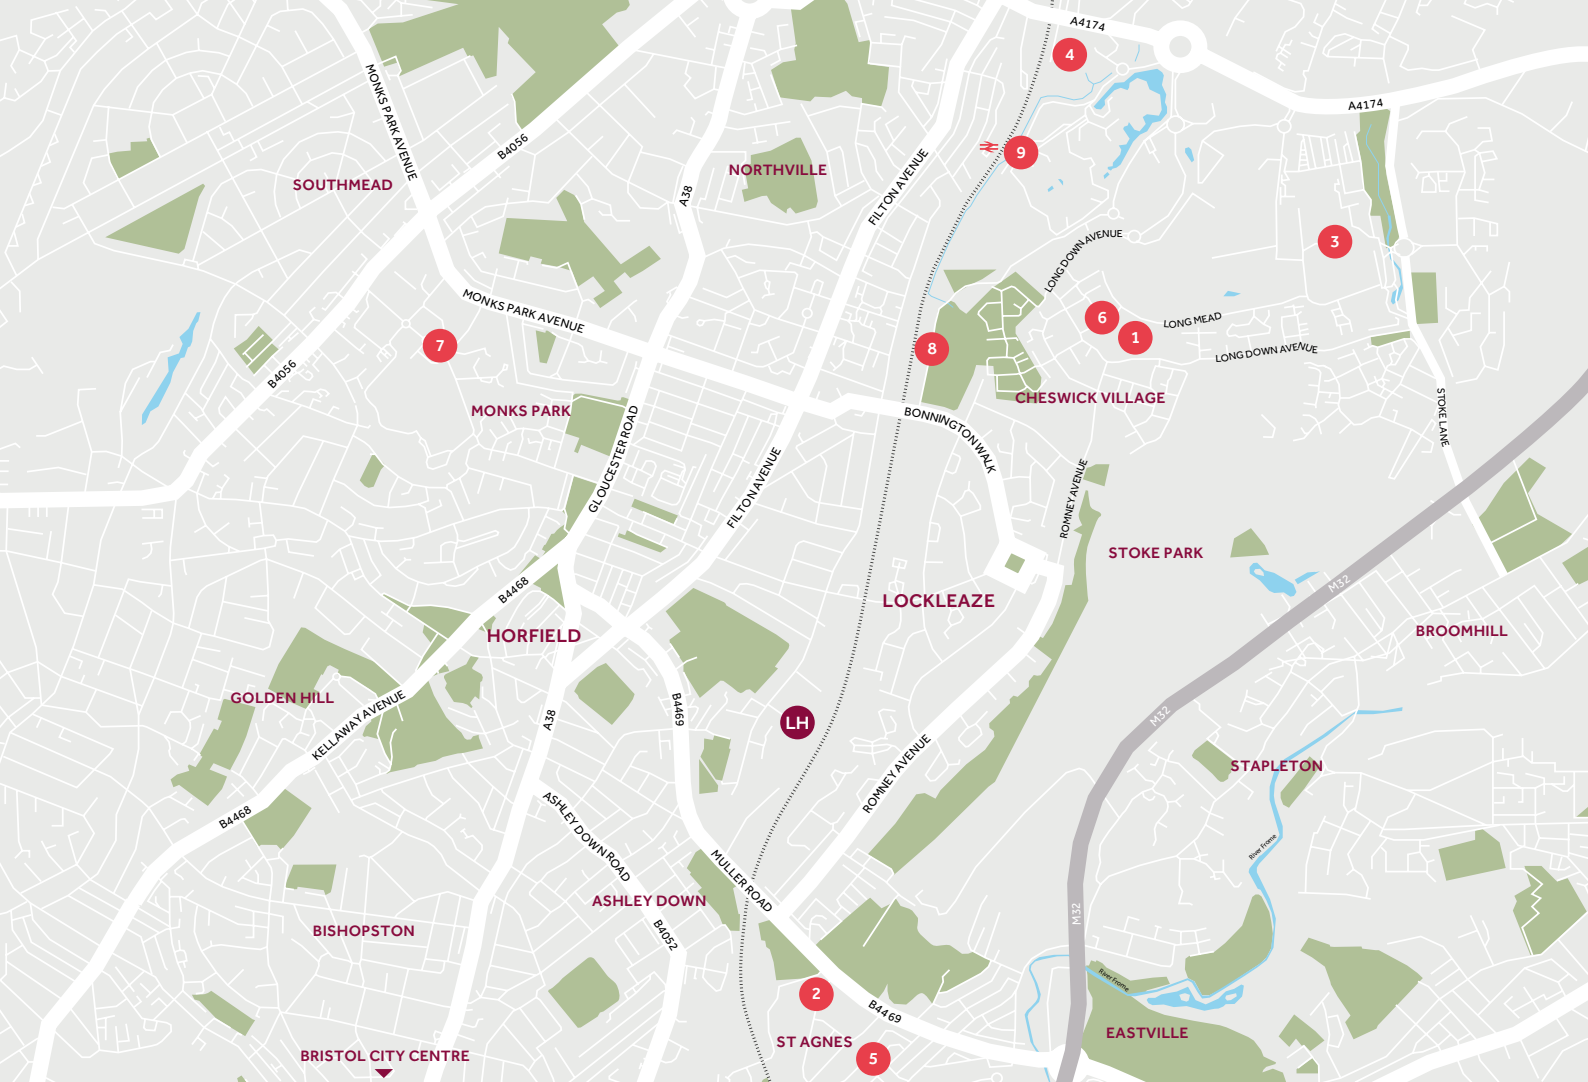 A4174
4
MONKS PARK AVENUE
A4174
B4056
9
NORTHVILLE
SOUTHMEAD
A38
FILTON AVENUE
3
LONG DOWN AVENUE
MONKS PARK AVENUE
6
LONG MEAD
1
7
8
LONG DOWN AVENUE
B4056
CHESWICK VILLAGE
MONKS PARK
BONNINGTON WALK
STOKE LANE
GLOUCESTER ROAD
FILTON AVENUE
ROMNEY AVENUE
STOKE PARK
M32
B4468
LOCKLEAZE
HORFIELD
BROOMHILL
GOLDEN HILL
KELLAWAY AVENUE
A38
B4469
LH
M32
STAPLETON
ROMNEY AVENUE
B4468
ASHLEY DOWN ROAD
River Frome
MULLER ROAD
ASHLEY DOWN
M32
BISHOPSTON
B4052
River Frome
2
B4469
EASTVILLE
ST AGNES
BRISTOL CITY CENTRE
5